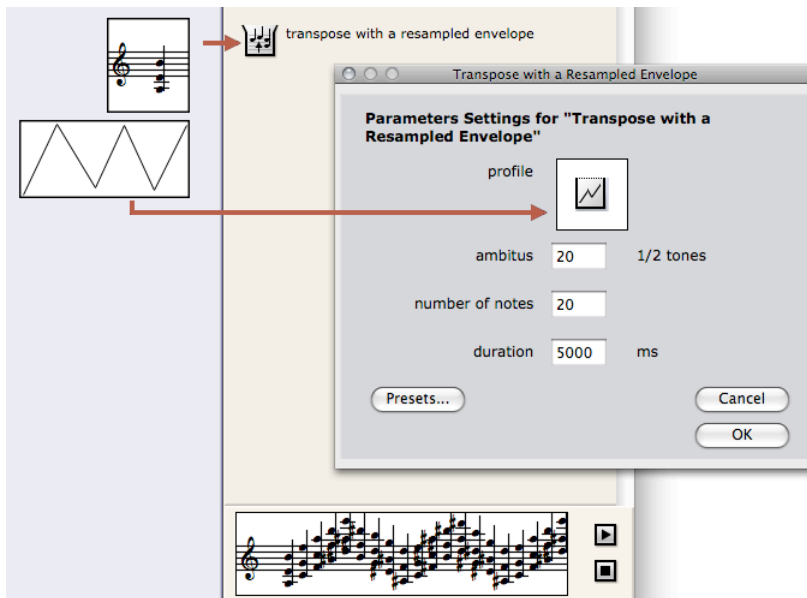 transpose with a resampled envelope
Transpose with a Resampled Envelope
Parameters Settings for "Transpose with a
Resampled Envelope"
profile
ambitus 20 1/2 tones
number of notes 20
duration 5000 ms
Presets... Cancel
OK